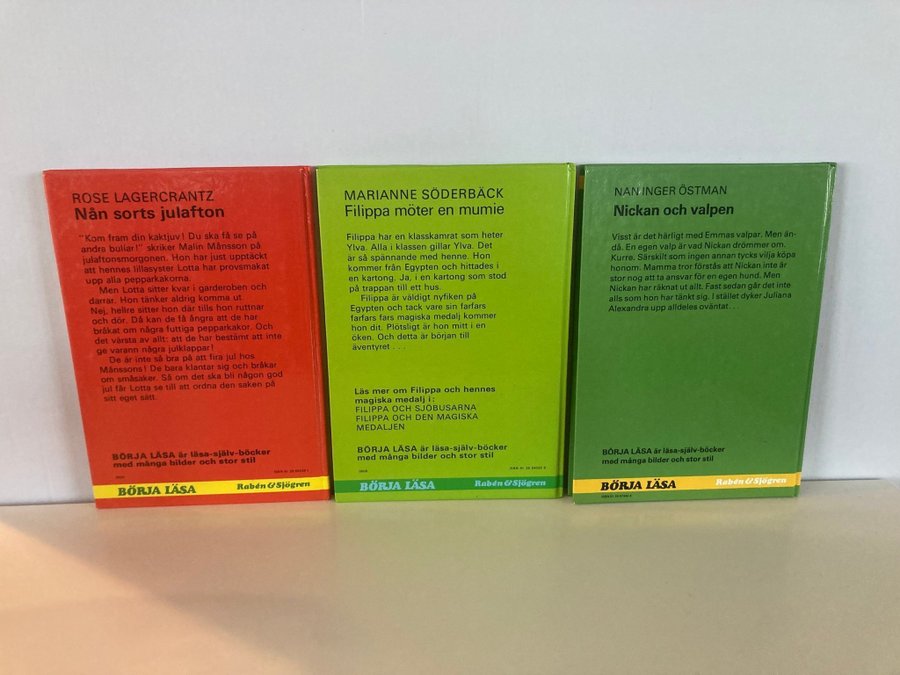 ROSE LAGERCRANTZ
Nån sorts julafton
"Kom fram din kaktjuv! Du ska få se på
andra bullar!" skriker Malin Månsson på
julaftonsmorgonen. Hon har just upptäckt
att hennes lillasyster Lotta har provsmakat
upp alla pepparkakorna.
Men Lotta sitter kvar i garderoben och
darrar. Hon tänker aldrig komma ut.
Nej, hellre sitter hon där tills hon ruttnar
och dör. Då kan de få ångra att de har
bråkat om några futtiga pepparkakor. Och
det värsta av allt: att de har bestämt att inte
ge varann några julklappar!
De är inte så bra på att fira jul hos
Månssons! De bara klantar sig och bråkar
om småsaker. Så om det ska bli någon god
jul får Lotta se till att ordna den saken på
sitt eget sätt.
BÖRJA LÄSA är läsa-själv-böcker
med många bilder och stor stil
BÖRJA LÄSA
Rabén & Sjögren
MARIANNE SÖDERBÄCK
Filippa möter en mumie
Filippa har en klasskamrat som heter
Ylva. Alla i klassen gillar Ylva. Det
är så spännande med henne. Hon
kommer från Egypten och hittades i
en kartong. Ja, i en kartong som stod
på trappan till ett hus.
Filippa är väldigt nyfiken på
Egypten och tack vare sin farfars
farfars fars magiska medalj kommer
hon dit. Plötsligt är hon mitt i en
öken. Och detta är början till
äventyret . . .
Läs mer om Filippa och hennes
magiska medalj i:
FILIPPA OCH SJÖBUSARNA
FILIPPA OCH DEN MAGISKA
MEDALJEN
BÖRJA LÄSA är läsa-själv-böcker
med många bilder och stor stil
BÖRJA LÄSA
Rabén & Sjögren
NAN INGER ÖSTMAN
Nickan och valpen
Visst är det härligt med Emmas valpar. Men än-
då. En egen valp är vad Nickan drömmer om.
Kurre. Särskilt som ingen annan tycks vilja köpa
honom. Mamma tror förstås att Nickan inte är
stor nog att ta ansvar för en egen hund. Men
Nickan har räknat ut allt. Fast sedan går det inte
alls som hon har tänkt sig. I stället dyker Juliana
Alexandra upp alldeles oväntat . . .
BÖRJA LÄSA är läsa-själv-böcker
med många bilder och stor stil
BÖRJA LÄSA
Rabén & Sjögren